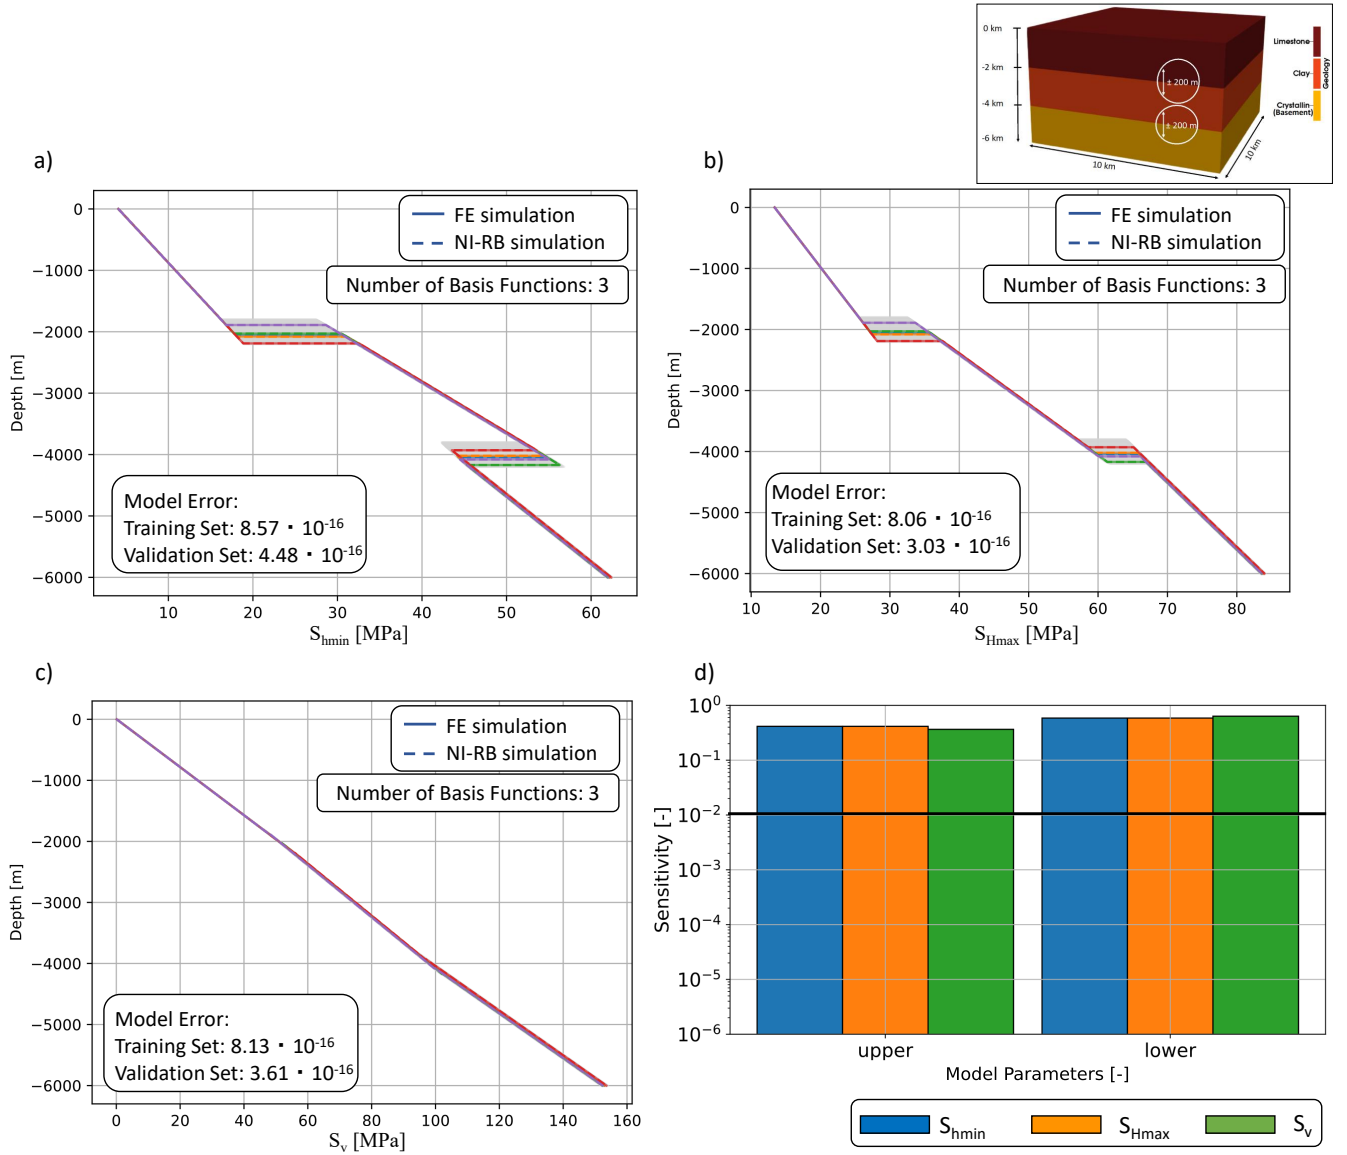 0 km
-2 km
-4 km
-6 km
± 200 m
± 200 m
10 km
10 km
Limestone
Clay
Crystallin
(Basement)
Geology
a)
0
−1000
−2000
−3000
−4000
−5000
−6000
Depth [m]
FE simulation
NI-RB simulation
Number of Basis Functions: 3
Model Error:
Training Set: 8.57 · 10^-16
Validation Set: 4.48 · 10^-16
10 20 30 40 50 60
S_hmin [MPa]
b)
0
−1000
−2000
−3000
−4000
−5000
−6000
Depth [m]
FE simulation
NI-RB simulation
Number of Basis Functions: 3
Model Error:
Training Set: 8.06 · 10^-16
Validation Set: 3.03 · 10^-16
10 20 30 40 50 60 70 80
S_Hmax [MPa]
c)
0
−1000
−2000
−3000
−4000
−5000
−6000
Depth [m]
FE simulation
NI-RB simulation
Number of Basis Functions: 3
Model Error:
Training Set: 8.13 · 10^-16
Validation Set: 3.61 · 10^-16
0 20 40 60 80 100 120 140 160
S_v [MPa]
d)
10^0
10^−1
10^−2
10^−3
10^−4
10^−5
10^−6
Sensitivity [-]
upper lower
Model Parameters [-]
S_hmin S_Hmax S_v